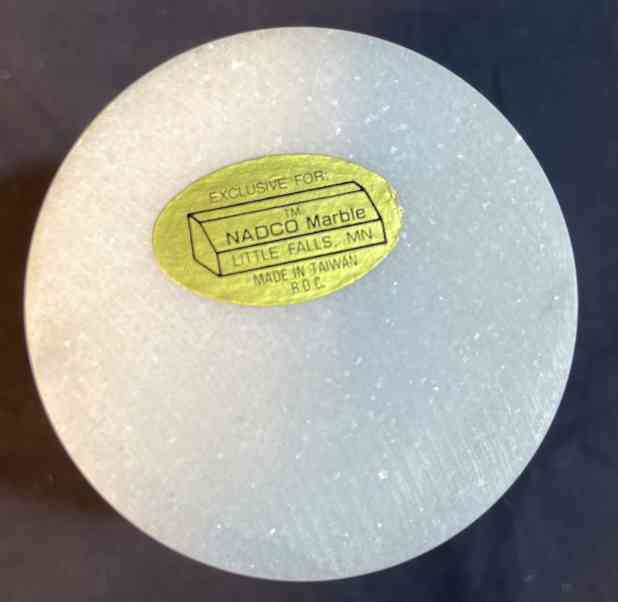 EXCLUSIVE FOR:
TM
NADCO Marble
LITTLE FALLS, MN
MADE IN TAIWAN
R.O.C.